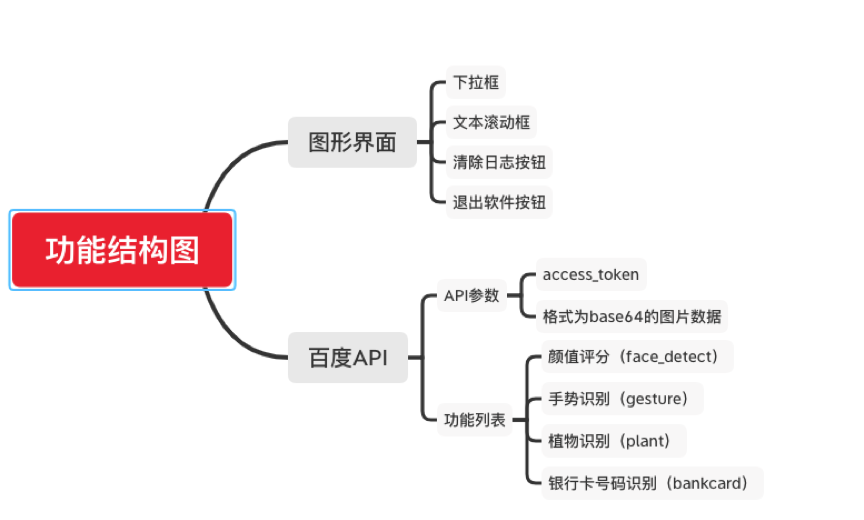 功能结构图
图形界面
下拉框
文本滚动框
清除日志按钮
退出软件按钮
百度API
API参数
access_token
格式为base64的图片数据
功能列表
颜值评分（face_detect）
手势识别（gesture）
植物识别（plant）
银行卡号码识别（bankcard）